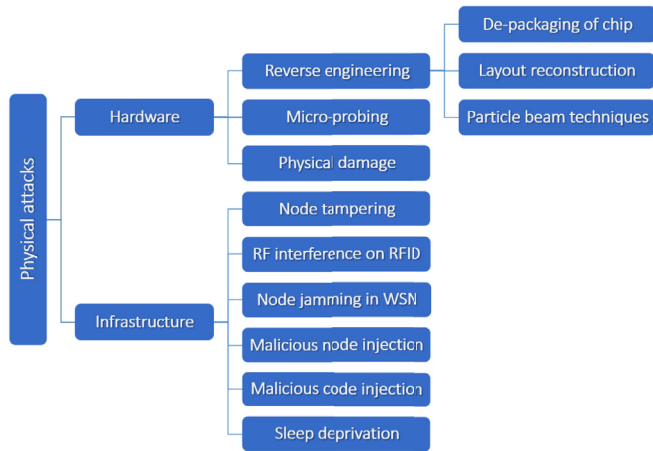 Physical attacks
Hardware
Reverse engineering
De-packaging of chip
Layout reconstruction
Particle beam techniques
Micro-probing
Physical damage
Infrastructure
Node tampering
RF interference on RFID
Node jamming in WSN
Malicious node injection
Malicious code injection
Sleep deprivation